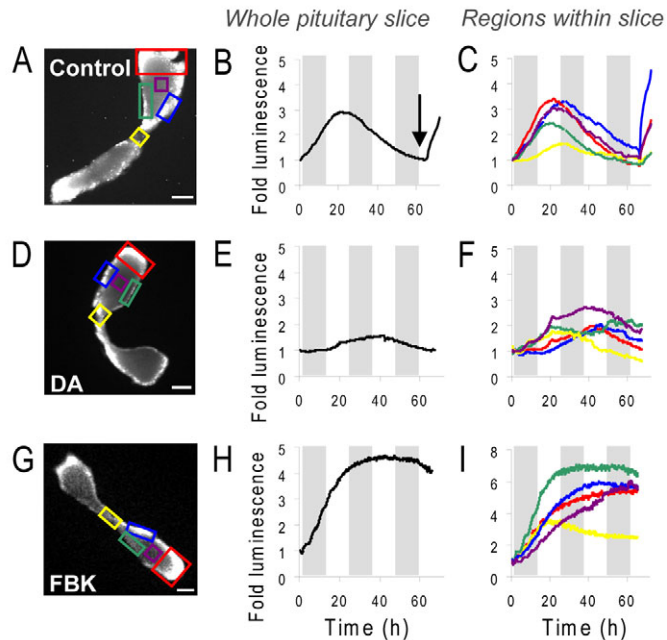 Whole pituitary slice
Regions within slice
A
Control
B
Fold luminescence
5
4
3
2
1
0
0 20 40 60
C
5
4
3
2
1
0
0 20 40 60
D
DA
E
Fold luminescence
5
4
3
2
1
0
0 20 40 60
F
5
4
3
2
1
0
0 20 40 60
G
FBK
H
Fold luminescence
5
4
3
2
1
0
0 20 40 60
Time (h)
I
8
6
4
2
0
0 20 40 60
Time (h)